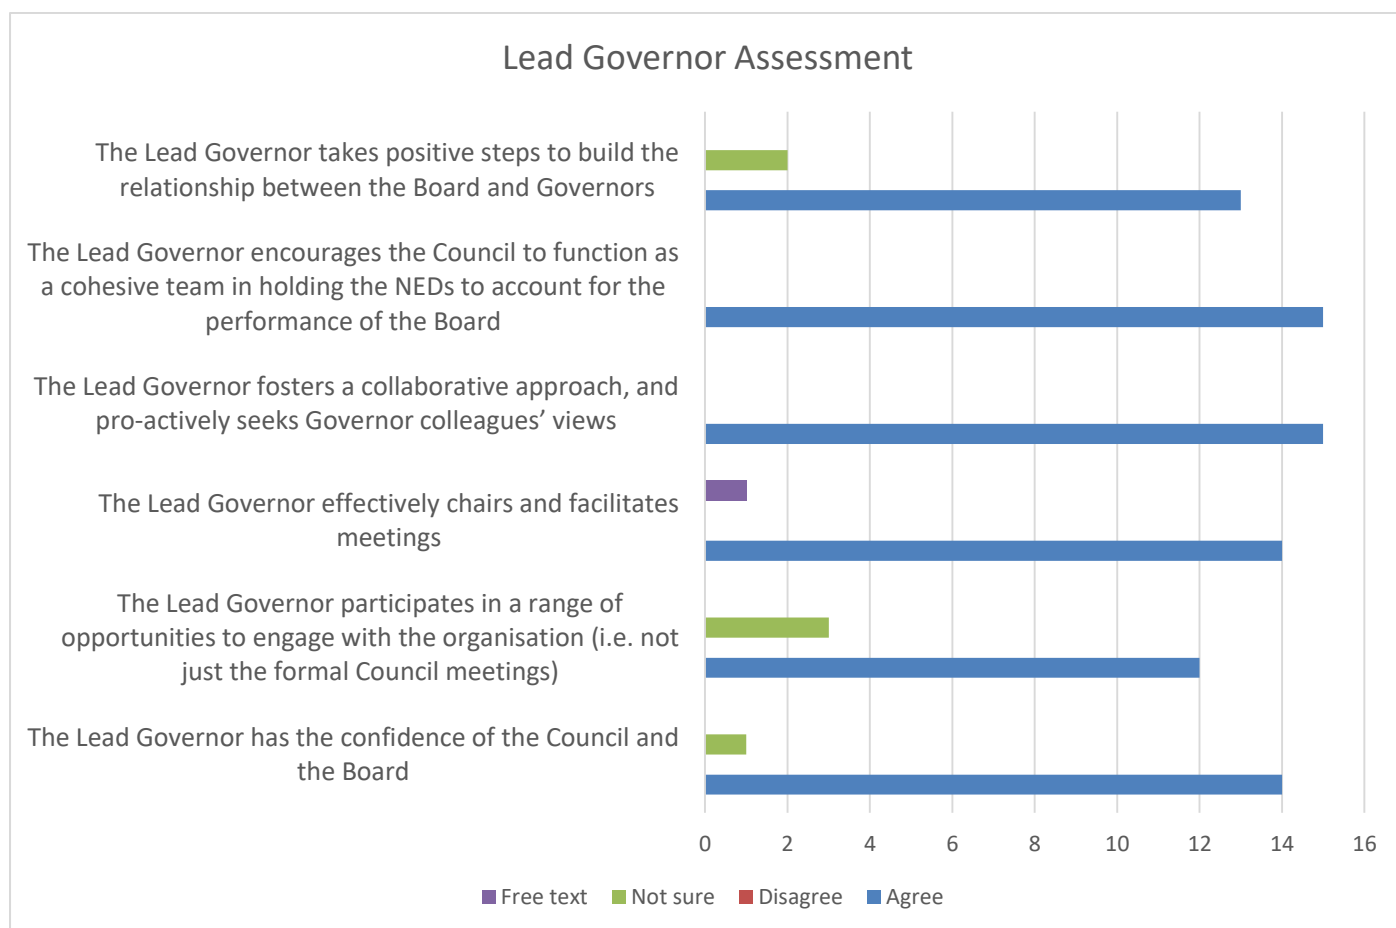 Lead Governor Assessment
The Lead Governor takes positive steps to build the
relationship between the Board and Governors
The Lead Governor encourages the Council to function as
a cohesive team in holding the NEDs to account for the
performance of the Board
The Lead Governor fosters a collaborative approach, and
pro-actively seeks Governor colleagues’ views
The Lead Governor effectively chairs and facilitates
meetings
The Lead Governor participates in a range of
opportunities to engage with the organisation (i.e. not
just the formal Council meetings)
The Lead Governor has the confidence of the Council and
the Board
0 2 4 6 8 10 12 14 16
Free text Not sure Disagree Agree